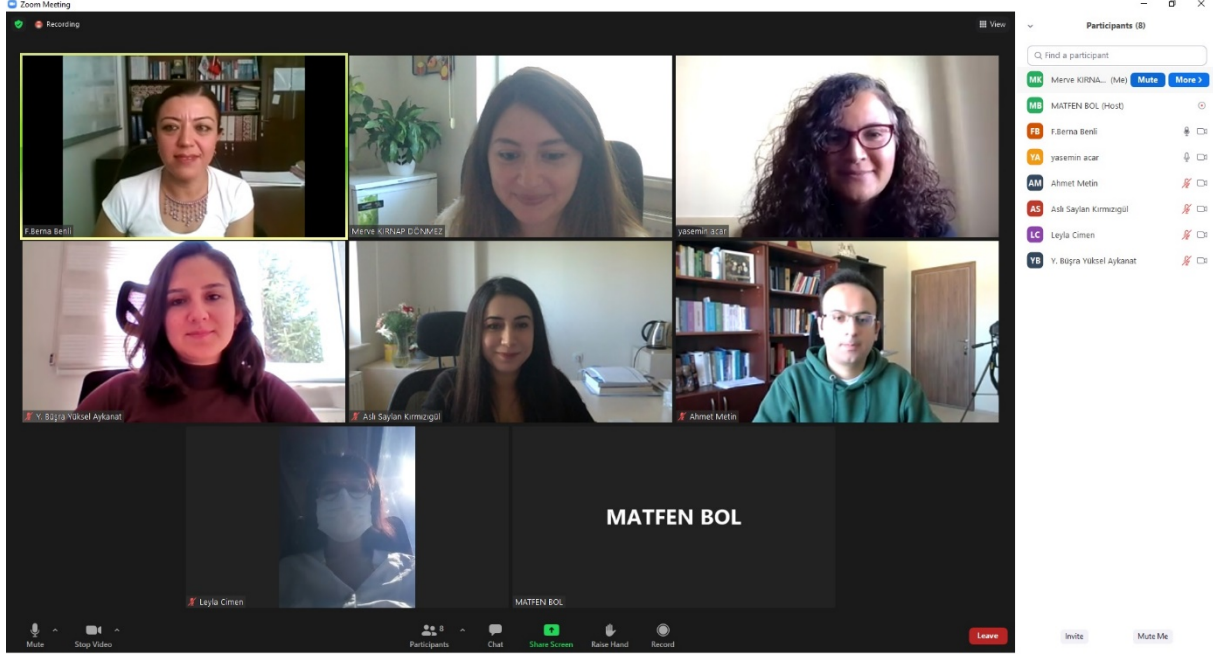 Zoom Meeting
Recording
View
F.Berna Benli
Merve KIRNAP DÖNMEZ
yasemin acar
Y. Büşra Yüksel Aykanat
Aslı Saylan Kırmızıgül
Ahmet Metin
Leyla Cimen
MATFEN BOL
MATFEN BOL
Mute
Stop Video
Participants
8
Chat
Share Screen
Raise Hand
Record
Leave
Participants (8)
Find a participant
MK Merve KIRNA... (Me) Mute More
MB MATFEN BOL (Host)
FB F.Berna Benli
YA yasemin acar
AM Ahmet Metin
AS Aslı Saylan Kırmızıgül
LC Leyla Cimen
YB Y. Büşra Yüksel Aykanat
Invite Mute Me